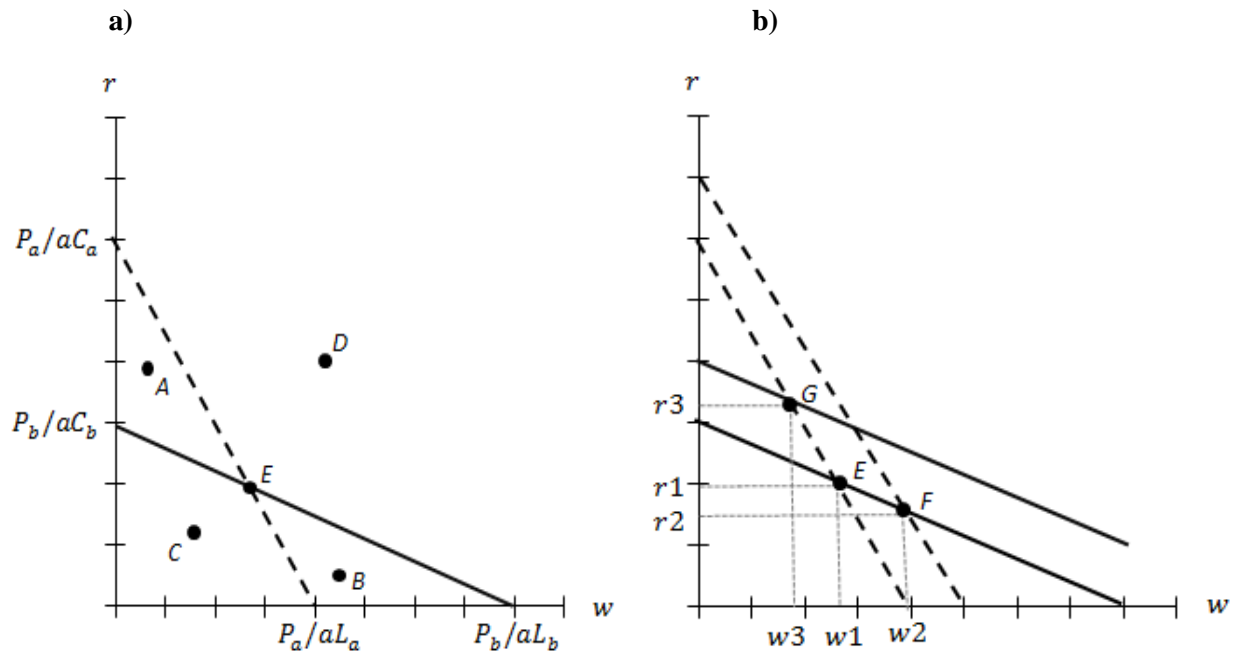 a)
b)
r
r
P_a/aC_a
D
A
G
r3
P_b/aC_b
E
E
r1
F
r2
C
B
w
w
P_a/aL_a
P_b/aL_b
w3
w1
w2